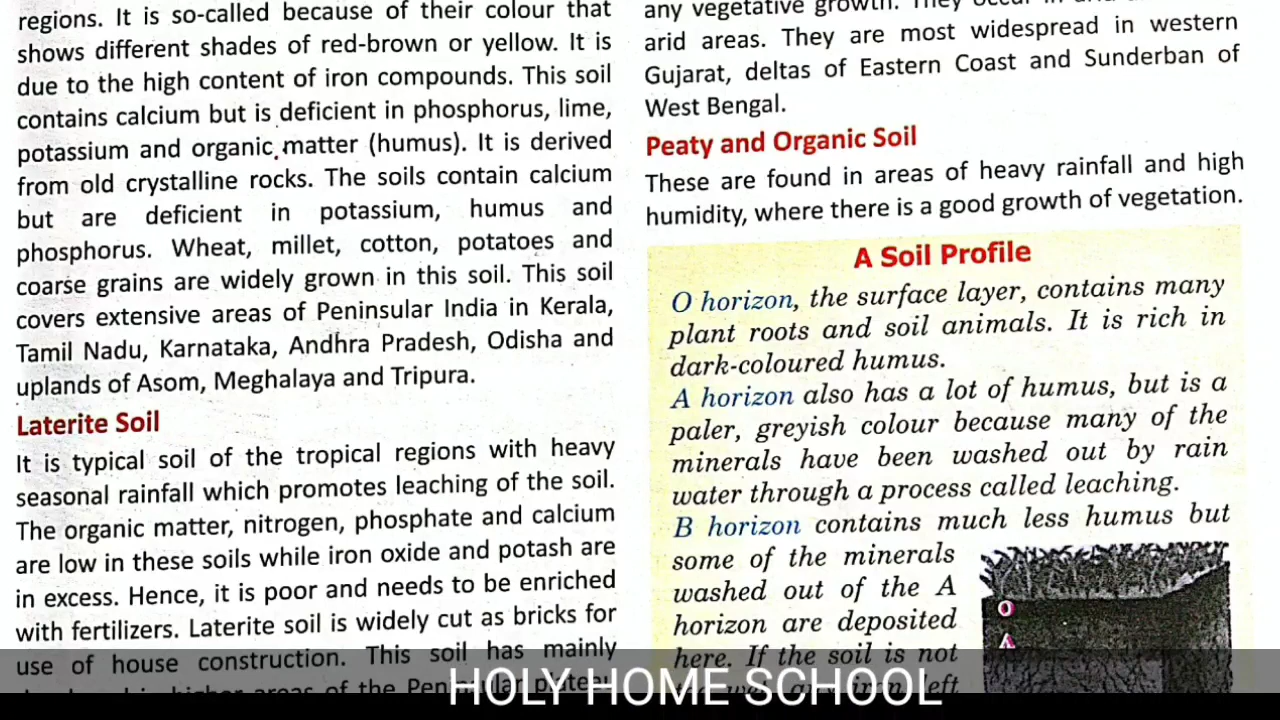 regions. It is so-called because of their colour that
shows different shades of red-brown or yellow. It is
due to the high content of iron compounds. This soil
contains calcium but is deficient in phosphorus, lime,
potassium and organic matter (humus). It is derived
from old crystalline rocks. The soils contain calcium
but are deficient in potassium, humus and
phosphorus. Wheat, millet, cotton, potatoes and
coarse grains are widely grown in this soil. This soil
covers extensive areas of Peninsular India in Kerala,
Tamil Nadu, Karnataka, Andhra Pradesh, Odisha and
uplands of Asom, Meghalaya and Tripura.
Laterite Soil
It is typical soil of the tropical regions with heavy
seasonal rainfall which promotes leaching of the soil.
The organic matter, nitrogen, phosphate and calcium
are low in these soils while iron oxide and potash are
in excess. Hence, it is poor and needs to be enriched
with fertilizers. Laterite soil is widely cut as bricks for
use of house construction. This soil has mainly
areas of the
any vegetative growth. They occur in
arid areas. They are most widespread in western
Gujarat, deltas of Eastern Coast and Sunderban of
West Bengal.
Peaty and Organic Soil
These are found in areas of heavy rainfall and high
humidity, where there is a good growth of vegetation.
A Soil Profile
O horizon, the surface layer, contains many
plant roots and soil animals. It is rich in
dark-coloured humus.
A horizon also has a lot of humus, but is a
paler, greyish colour because many of the
minerals have been washed out by rain
water through a process called leaching.
B horizon contains much less humus but
some of the minerals
washed out of the A
horizon are deposited
here. If the soil is not
left
O
A
HOLY HOME SCHOOL